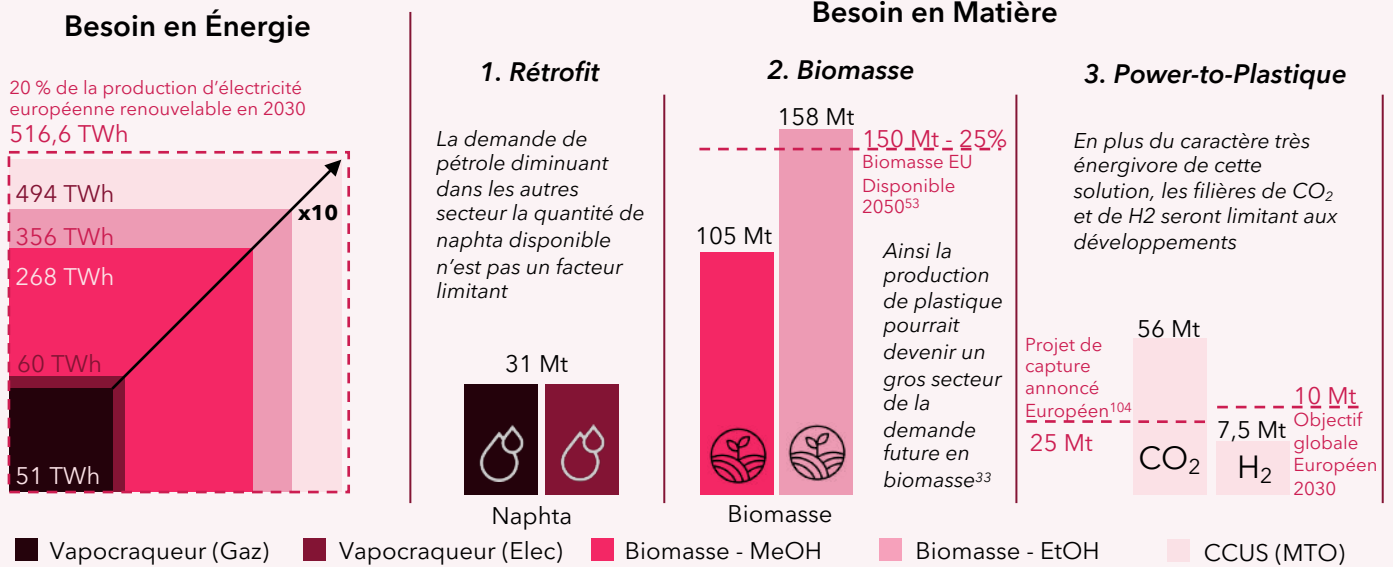 Besoin en Énergie
20 % de la production d'électricité
européenne renouvelable en 2030
516,6 TWh
494 TWh
x10
356 TWh
268 TWh
60 TWh
51 TWh
Besoin en Matière
1. Rétrofit
La demande de
pétrole diminuant
dans les autres
secteur la quantité de
naphta disponible
n'est pas un facteur
limitant
31 Mt
Naphta
2. Biomasse
158 Mt
150 Mt - 25%
Biomasse EU
Disponible
2050⁵³
105 Mt
Ainsi la
production
de plastique
pourrait
devenir un
gros secteur
de la
demande
future en
biomasse³³
Biomasse
3. Power-to-Plastique
En plus du caractère très
énergivore de cette
solution, les filières de CO₂
et de H2 seront limitant aux
développements
56 Mt
Projet de
capture
annoncé
Européen¹⁰⁴
25 Mt
CO₂
7,5 Mt
H₂
10 Mt
Objectif
globale
Européen
2030
Vapocraqueur (Gaz)
Vapocraqueur (Elec)
Biomasse - MeOH
Biomasse - EtOH
CCUS (MTO)